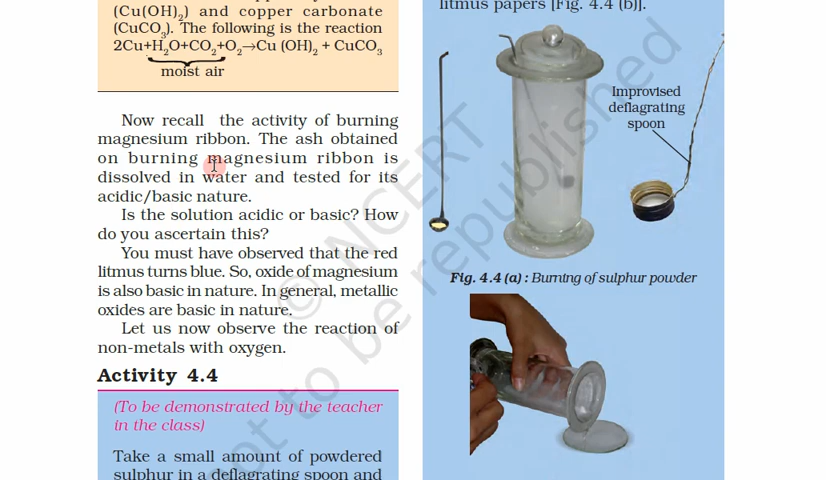 (Cu(OH)₂) and copper carbonate
(CuCO₃). The following is the reaction
2Cu+H₂O+CO₂+O₂→Cu (OH)₂ + CuCO₃
moist air
Now recall the activity of burning
magnesium ribbon. The ash obtained
on burning magnesium ribbon is
dissolved in water and tested for its
acidic/basic nature.
Is the solution acidic or basic? How
do you ascertain this?
You must have observed that the red
litmus turns blue. So, oxide of magnesium
is also basic in nature. In general, metallic
oxides are basic in nature.
Let us now observe the reaction of
non-metals with oxygen.
Activity 4.4
(To be demonstrated by the teacher
in the class)
Take a small amount of powdered
sulphur in a deflagrating spoon and
litmus papers [Fig. 4.4 (b)].
Improvised
deflagrating
spoon
Fig. 4.4 (a) : Burning of sulphur powder
© NCERT
not to be republished